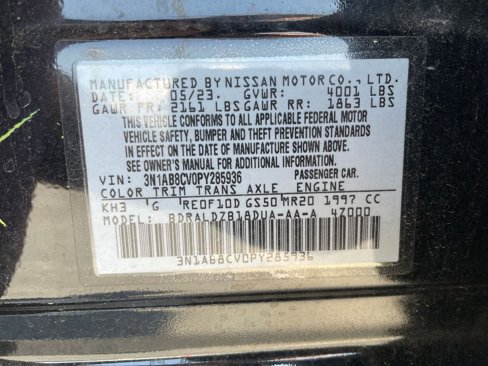 MANUFACTURED BY NISSAN MOTOR CO., LTD.
DATE: 05/23. GVWR: 4001 LBS
GAWR FR: 2161 LBS GAWR RR: 1863 LBS
THIS VEHICLE CONFORMS TO ALL APPLICABLE FEDERAL MOTOR
VEHICLE SAFETY, BUMPER AND THEFT PREVENTION STANDARDS
IN EFFECT ON THE DATE OF MANUFACTURE SHOWN ABOVE.
SEE OWNER'S MANUAL FOR ADDITIONAL INFORMATION.
VIN: 3N1AB8CV0PY285936 PASSENGER CAR.
COLOR TRIM TRANS AXLE ENGINE
KH3 G RE0F10D GS50 MR20 1997 CC
MODEL: BDRALDZB18DUA-AA-A 4Z000
3N1AB8CV0PY285936